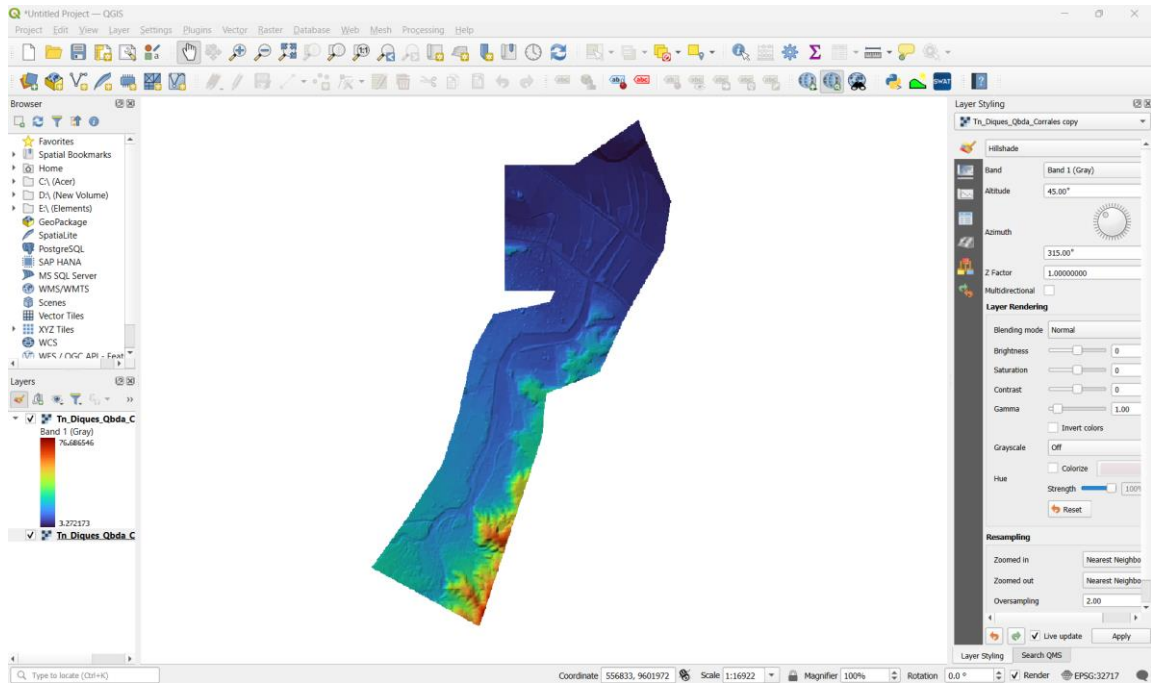 *Untitled Project — QGIS
Project Edit View Layer Settings Plugins Vector Raster Database Web Mesh Processing Help
Browser
Favorites
Spatial Bookmarks
Home
C:\ (Acer)
D:\ (New Volume)
E:\ (Elements)
GeoPackage
SpatiaLite
PostgreSQL
SAP HANA
MS SQL Server
WMS/WMTS
Scenes
Vector Tiles
XYZ Tiles
WCS
WFS / OGC API - Feat
Layers
Tn_Diques_Qbda_C
Band 1 (Gray)
76.686546
3.272173
Tn_Diques_Qbda_C
Layer Styling
Tn_Diques_Qbda_Corrales copy
Hillshade
Band Band 1 (Gray)
Altitude 45.00°
Azimuth
315.00°
Z Factor 1.00000000
Multidirectional
Layer Rendering
Blending mode Normal
Brightness 0
Saturation 0
Contrast 0
Gamma 1.00
Invert colors
Grayscale Off
Colorize
Hue
Strength 100%
Reset
Resampling
Zoomed in Nearest Neighbo
Zoomed out Nearest Neighbo
Oversampling 2.00
Live update Apply
Layer Styling Search QMS
Type to locate (Ctrl+K) Coordinate 556833, 9601972 Scale 1:16922 Magnifier 100% Rotation 0.0 ° Render EPSG:32717